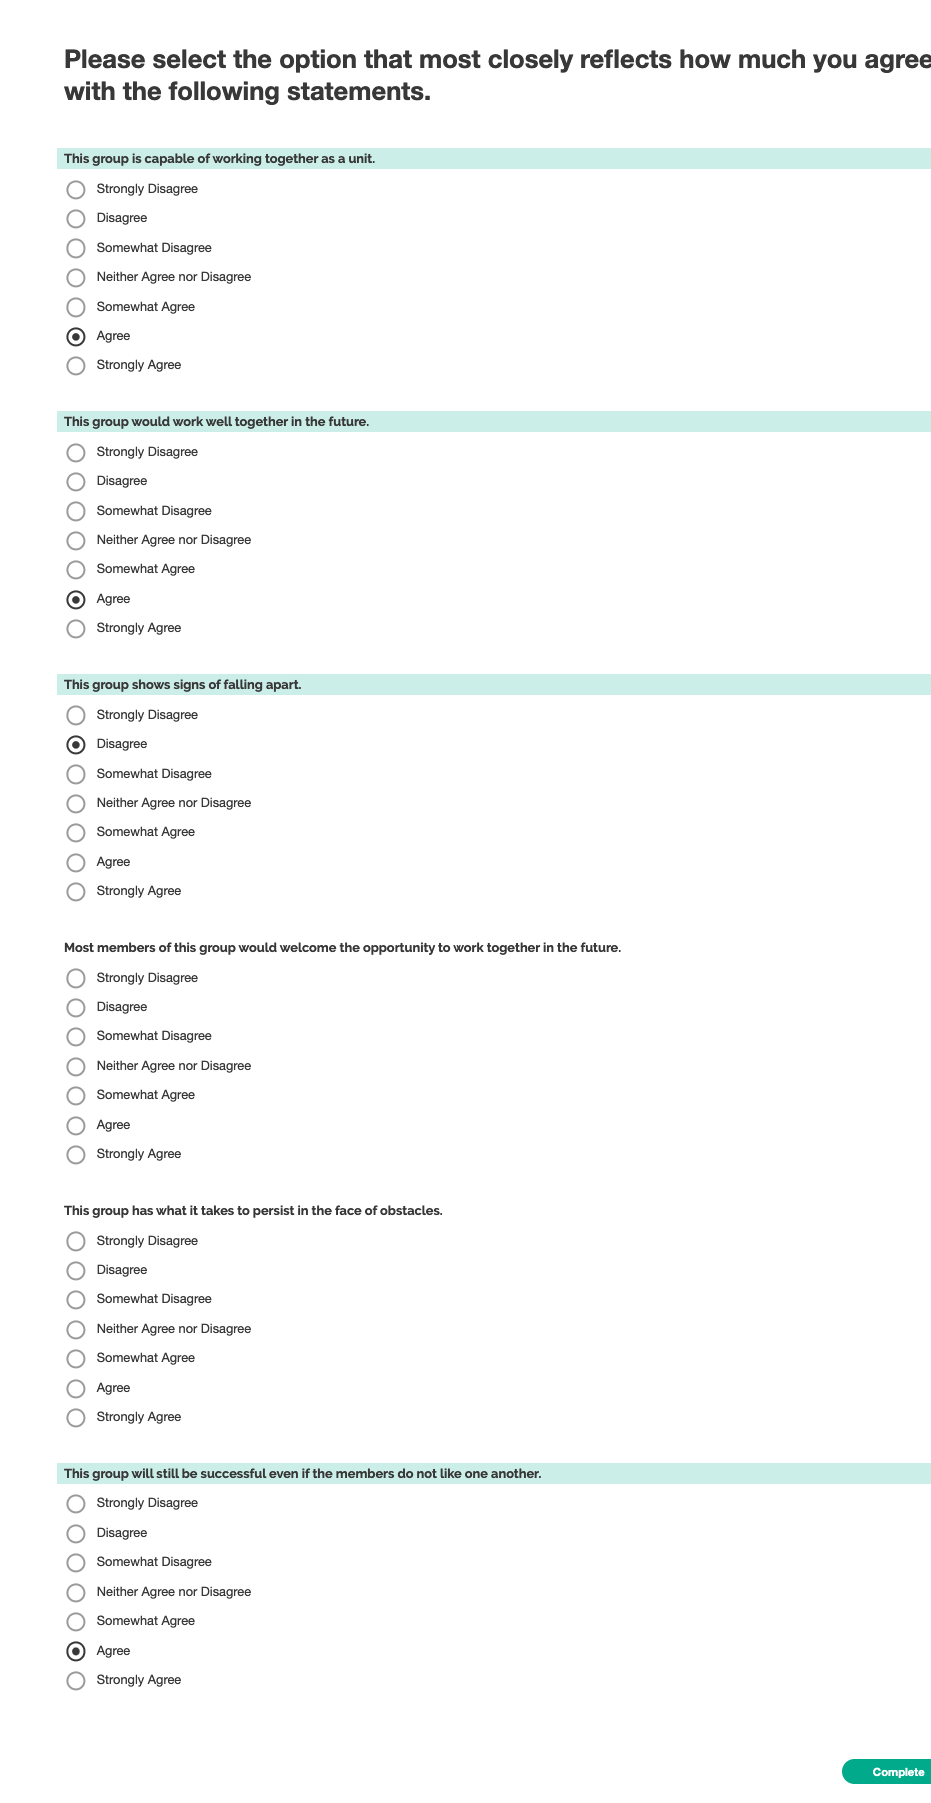 Please select the option that most closely reflects how much you agree
with the following statements.
This group is capable of working together as a unit.
Strongly Disagree
Disagree
Somewhat Disagree
Neither Agree nor Disagree
Somewhat Agree
Agree
Strongly Agree
This group would work well together in the future.
Strongly Disagree
Disagree
Somewhat Disagree
Neither Agree nor Disagree
Somewhat Agree
Agree
Strongly Agree
This group shows signs of falling apart.
Strongly Disagree
Disagree
Somewhat Disagree
Neither Agree nor Disagree
Somewhat Agree
Agree
Strongly Agree
Most members of this group would welcome the opportunity to work together in the future.
Strongly Disagree
Disagree
Somewhat Disagree
Neither Agree nor Disagree
Somewhat Agree
Agree
Strongly Agree
This group has what it takes to persist in the face of obstacles.
Strongly Disagree
Disagree
Somewhat Disagree
Neither Agree nor Disagree
Somewhat Agree
Agree
Strongly Agree
This group will still be successful even if the members do not like one another.
Strongly Disagree
Disagree
Somewhat Disagree
Neither Agree nor Disagree
Somewhat Agree
Agree
Strongly Agree
Complete